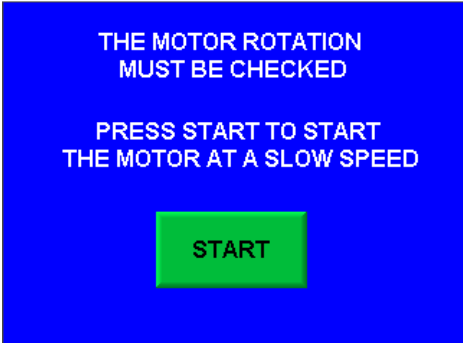 THE MOTOR ROTATION
MUST BE CHECKED
PRESS START TO START
THE MOTOR AT A SLOW SPEED
START